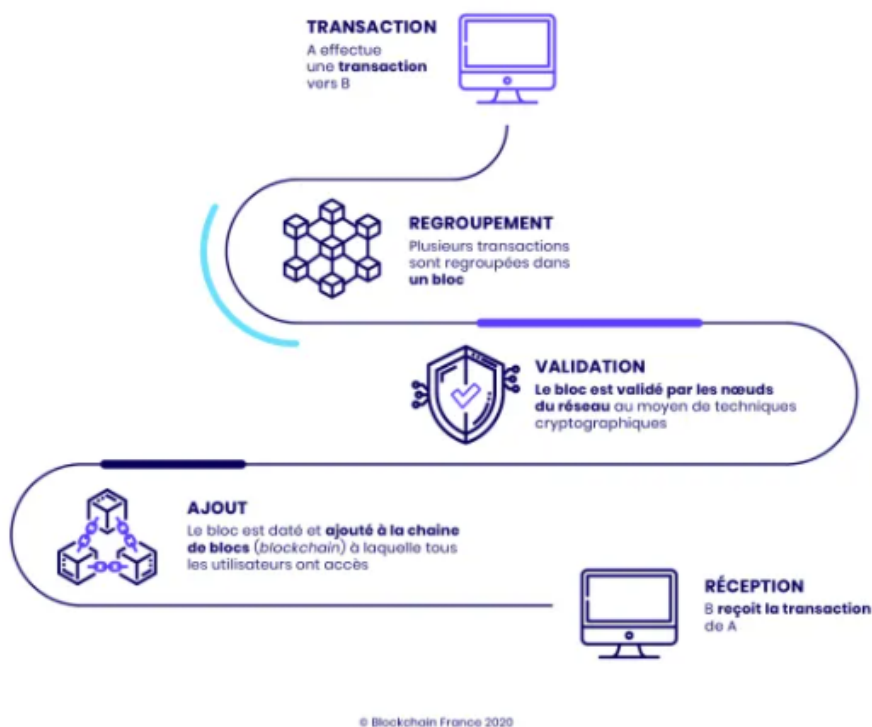 TRANSACTION
A effectue
une transaction
vers B
REGROUPEMENT
Plusieurs transactions
sont regroupées dans
un bloc
VALIDATION
Le bloc est validé par les nœuds
du réseau au moyen de techniques
cryptographiques
AJOUT
Le bloc est daté et ajouté à la chaîne
de blocs (blockchain) à laquelle tous
les utilisateurs ont accès
RÉCEPTION
B reçoit la transaction
de A
© Blockchain France 2020